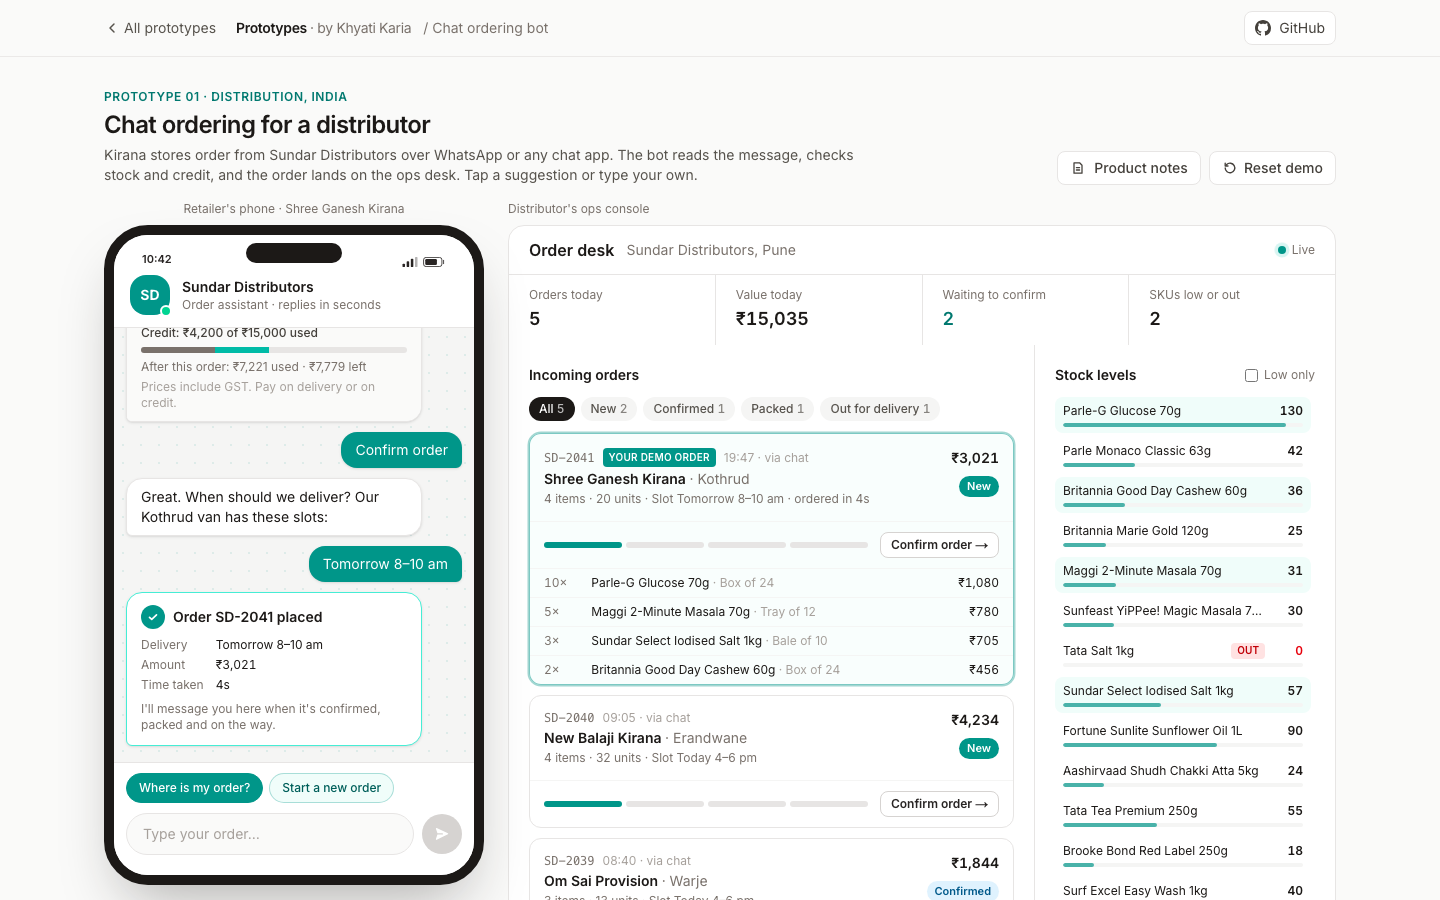 All prototypes
Prototypes · by Khyati Karia / Chat ordering bot
GitHub
PROTOTYPE 01 · DISTRIBUTION, INDIA
Chat ordering for a distributor
Kirana stores order from Sundar Distributors over WhatsApp or any chat app. The bot reads the message, checks
stock and credit, and the order lands on the ops desk. Tap a suggestion or type your own.
Product notes
Reset demo
Retailer's phone · Shree Ganesh Kirana
10:42
SD
Sundar Distributors
Order assistant · replies in seconds
Credit: ₹4,200 of ₹15,000 used
After this order: ₹7,221 used · ₹7,779 left
Prices include GST. Pay on delivery or on
credit.
Confirm order
Great. When should we deliver? Our
Kothrud van has these slots:
Tomorrow 8–10 am
Order SD-2041 placed
Delivery Tomorrow 8–10 am
Amount ₹3,021
Time taken 4s
I'll message you here when it's confirmed,
packed and on the way.
Where is my order?
Start a new order
Type your order...
Distributor's ops console
Order desk Sundar Distributors, Pune
Live
Orders today
5
Value today
₹15,035
Waiting to confirm
2
SKUs low or out
2
Incoming orders
All 5
New 2
Confirmed 1
Packed 1
Out for delivery 1
SD-2041 YOUR DEMO ORDER 19:47 · via chat ₹3,021
Shree Ganesh Kirana · Kothrud New
4 items · 20 units · Slot Tomorrow 8–10 am · ordered in 4s
Confirm order →
10× Parle-G Glucose 70g · Box of 24 ₹1,080
5× Maggi 2-Minute Masala 70g · Tray of 12 ₹780
3× Sundar Select Iodised Salt 1kg · Bale of 10 ₹705
2× Britannia Good Day Cashew 60g · Box of 24 ₹456
SD-2040 09:05 · via chat ₹4,234
New Balaji Kirana · Erandwane New
4 items · 32 units · Slot Today 4–6 pm
Confirm order →
SD-2039 08:40 · via chat ₹1,844
Om Sai Provision · Warje Confirmed
3 items · 13 units · Slot Today 4–6 pm
Stock levels
Low only
Parle-G Glucose 70g 130
Parle Monaco Classic 63g 42
Britannia Good Day Cashew 60g 36
Britannia Marie Gold 120g 25
Maggi 2-Minute Masala 70g 31
Sunfeast YiPPee! Magic Masala 7... 30
Tata Salt 1kg OUT 0
Sundar Select Iodised Salt 1kg 57
Fortune Sunlite Sunflower Oil 1L 90
Aashirvaad Shudh Chakki Atta 5kg 24
Tata Tea Premium 250g 55
Brooke Bond Red Label 250g 18
Surf Excel Easy Wash 1kg 40